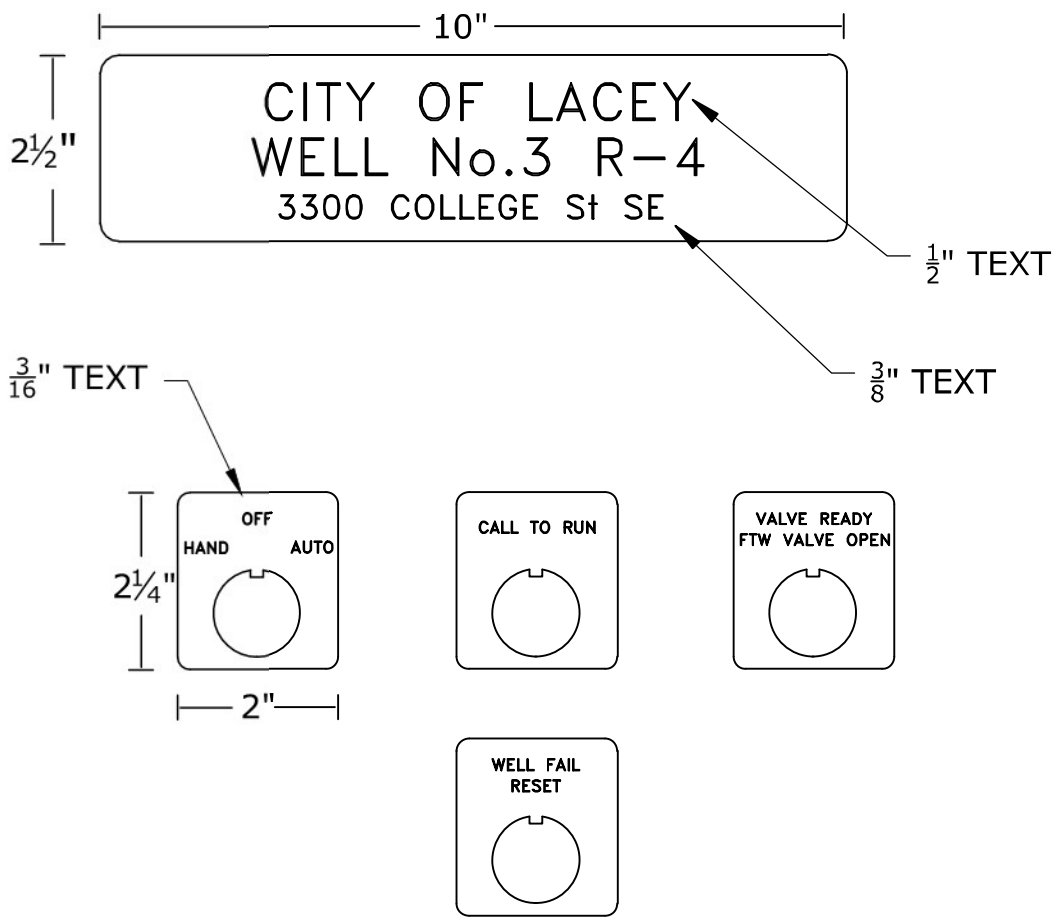 10"
2½"
CITY OF LACEY
WELL No.3 R-4
3300 COLLEGE St SE
½" TEXT
3/8" TEXT
3/16" TEXT
OFF
HAND AUTO
2¼"
2"
CALL TO RUN
VALVE READY
FTW VALVE OPEN
WELL FAIL
RESET